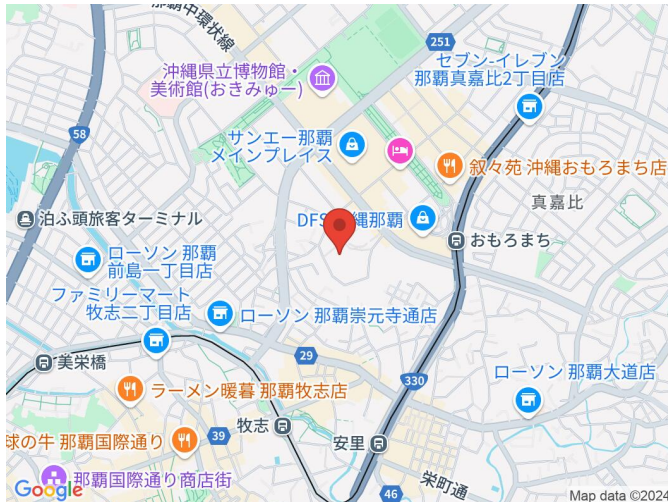 那覇中環状線
251
セブン-イレブン
那覇真嘉比2丁目店
沖縄県立博物館・
美術館(おきみゅー)
58
サンエー那覇
メインプレイス
叙々苑 沖縄おもろまち店
真嘉比
泊ふ頭旅客ターミナル
DFS
縄那覇
おもろまち
ローソン 那覇
前島一丁目店
ファミリーマート
牧志二丁目店
ローソン 那覇崇元寺通店
29
美栄橋
330
ローソン 那覇大道店
ラーメン暖暮 那覇牧志店
39
牧志
球の牛 那覇国際通り
安里
栄町通
那覇国際通り商店街
46
Google
Map data ©2024